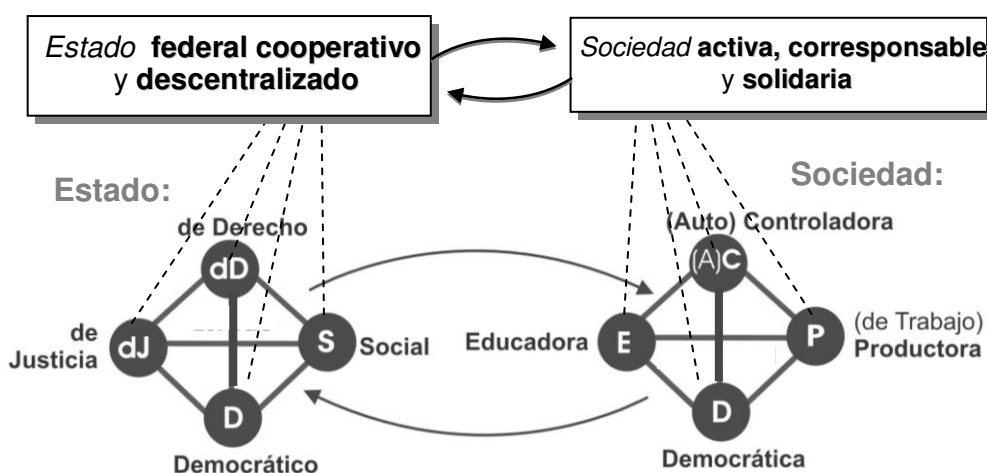 Estado federal cooperativo
y descentralizado
Sociedad activa, corresponsable
y solidaria
Estado:
Sociedad:
de Derecho
dD
de
Justicia
dJ
S
Social
D
Democrático
(Auto) Controladora
(A)C
Educadora
E
P
(de Trabajo)
Productora
D
Democrática